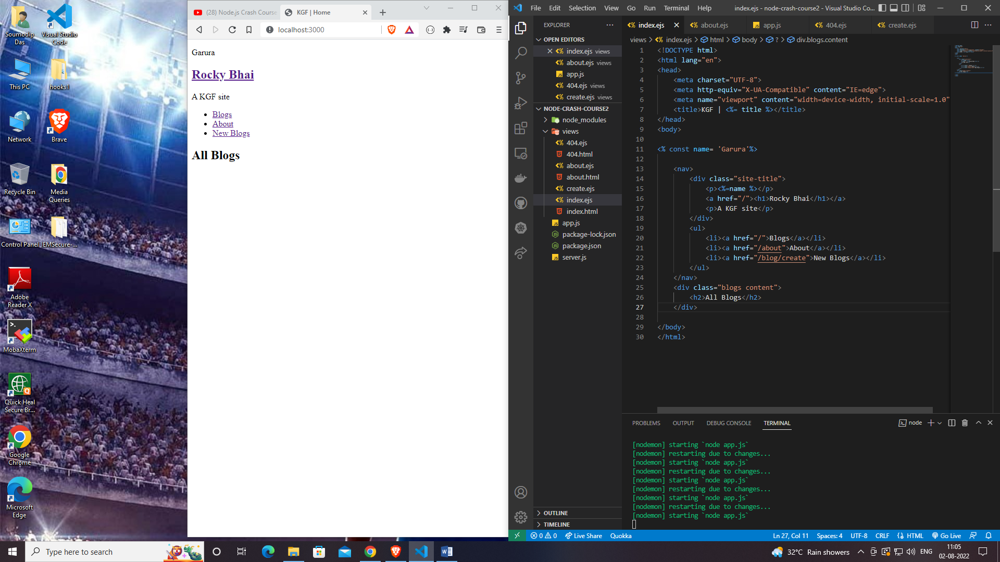 Soumodip Das
Visual Studio Code
This PC
hooks1
Network
Brave
Recycle Bin
Media Queries
Control Panel
IEMSecure-...
Adobe Reader X
MobaXterm
Quick Heal Secure Br...
Google Chrome
Microsoft Edge
(28) Node.js Crash Course
KGF | Home
localhost:3000
Garura
Rocky Bhai
A KGF site
Blogs
About
New Blogs
All Blogs
File Edit Selection View Go Run Terminal Help
index.ejs - node-crash-course2 - Visual Studio Co...
EXPLORER
OPEN EDITORS
index.ejs views
about.ejs views
app.js
404.ejs views
create.ejs views
NODE-CRASH-COURSE2
node_modules
views
404.ejs
404.html
about.ejs
about.html
create.ejs
index.ejs
index.html
app.js
package-lock.json
package.json
server.js
OUTLINE
TIMELINE
index.ejs about.ejs app.js 404.ejs create.ejs
views > index.ejs > html > body > ? > div.blogs.content
1 <!DOCTYPE html>
2 <html lang="en">
3 <head>
4 <meta charset="UTF-8">
5 <meta http-equiv="X-UA-Compatible" content="IE=edge">
6 <meta name="viewport" content="width=device-width, initial-scale=1.0"
7 <title>KGF | <%= title %></title>
8 </head>
9 <body>
10
11 <% const name= 'Garura'%>
12
13 <nav>
14 <div class="site-title">
15 <p><%=name %></p>
16 <a href="/"><h1>Rocky Bhai</h1></a>
17 <p>A KGF site</p>
18 </div>
19 <ul>
20 <li><a href="/">Blogs</a></li>
21 <li><a href="/about">About</a></li>
22 <li><a href="/blog/create">New Blogs</a></li>
23 </ul>
24 </nav>
25 <div class="blogs content">
26 <h2>All Blogs</h2>
27 </div>
28
29 </body>
30 </html>
PROBLEMS OUTPUT DEBUG CONSOLE TERMINAL
node
[nodemon] starting `node app.js`
[nodemon] restarting due to changes...
[nodemon] starting `node app.js`
[nodemon] restarting due to changes...
[nodemon] starting `node app.js`
[nodemon] restarting due to changes...
[nodemon] starting `node app.js`
[nodemon] restarting due to changes...
[nodemon] starting `node app.js`
0 0 Live Share Quokka
Ln 27, Col 11 Spaces: 4 UTF-8 CRLF HTML Go Live
Type here to search
32°C Rain showers
ENG
11:05
02-08-2022